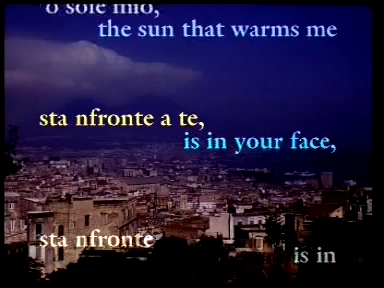 'o sole mio,
the sun that warms me
sta nfronte a te,
is in your face,
sta nfronte
is in